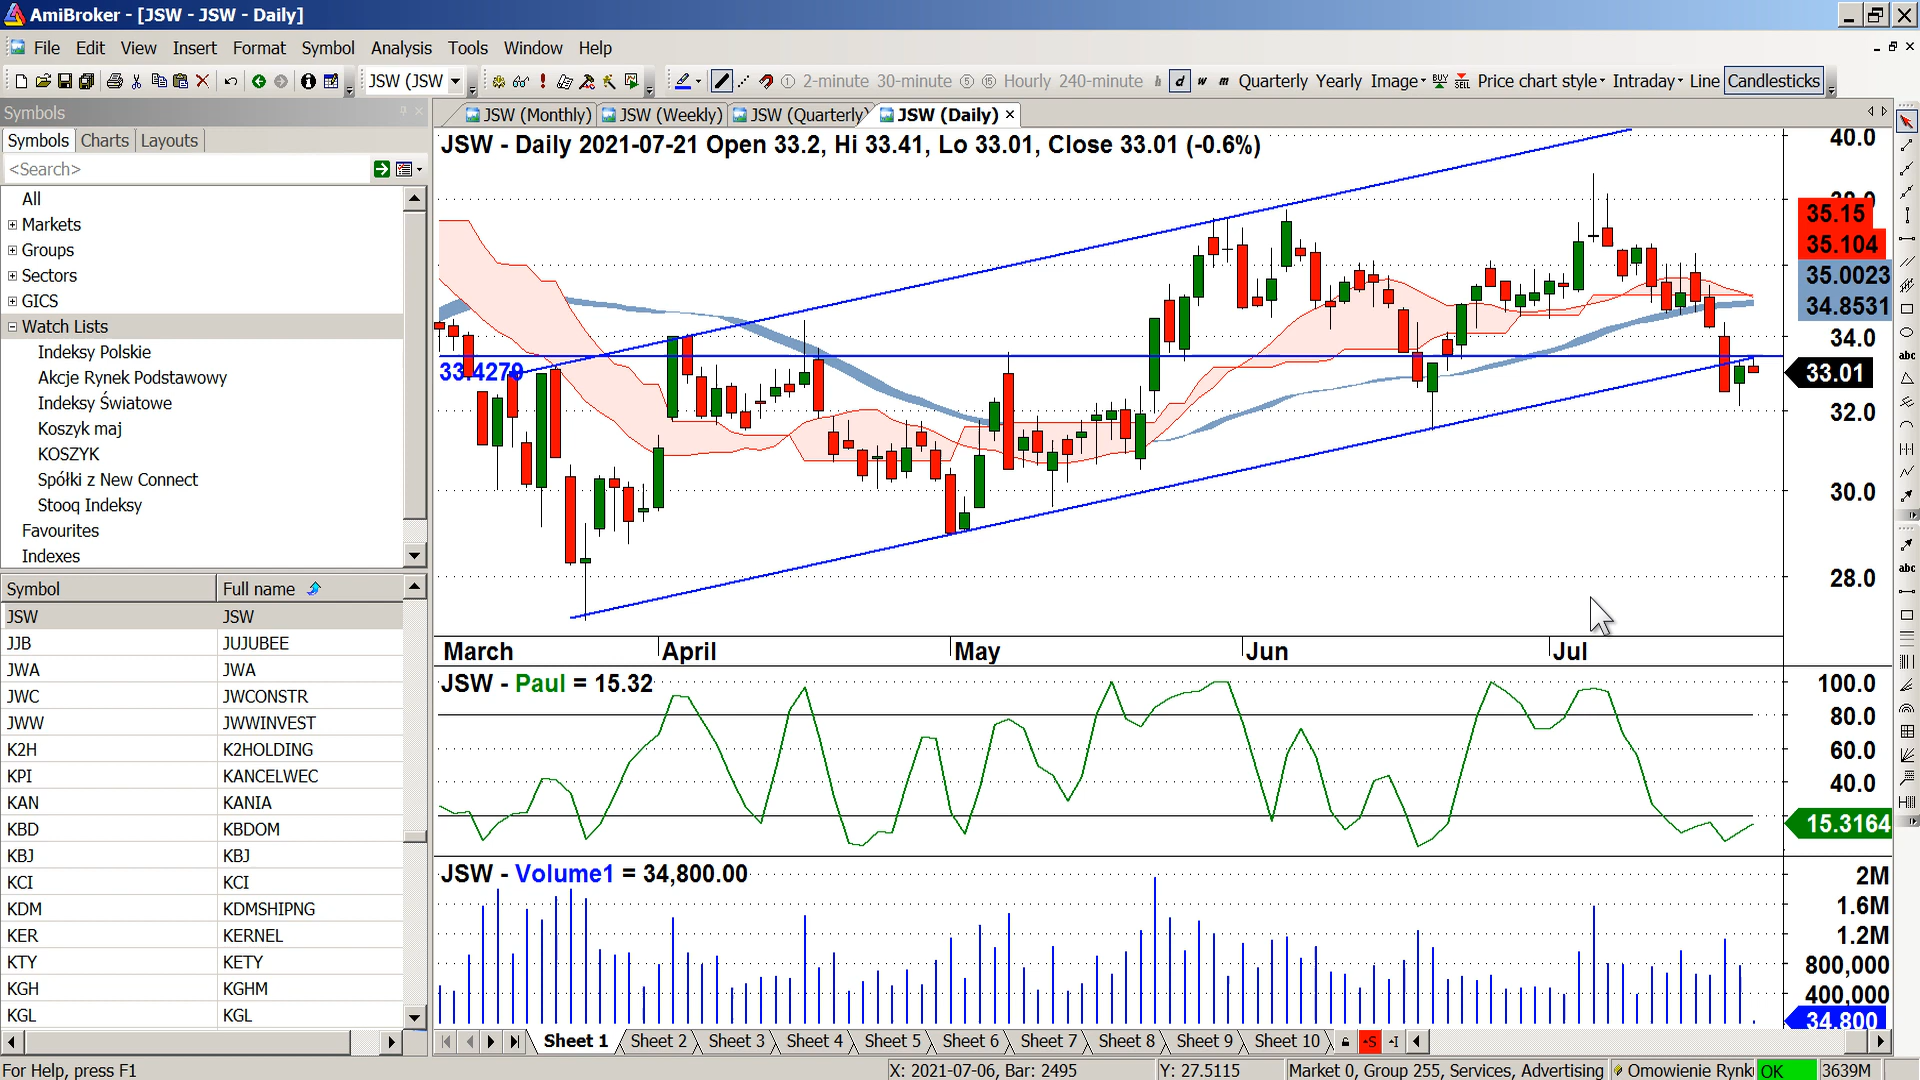 AmiBroker - [JSW - JSW - Daily]
File Edit View Insert Format Symbol Analysis Tools Window Help
JSW (JSW 2-minute 30-minute Hourly 240-minute h d w m Quarterly Yearly Image BUY SELL Price chart style Intraday Line Candlesticks
Symbols
Symbols Charts Layouts
<Search>
All
Markets
Groups
Sectors
GICS
Watch Lists
Indeksy Polskie
Akcje Rynek Podstawowy
Indeksy Światowe
Koszyk maj
KOSZYK
Spółki z New Connect
Stooq Indeksy
Favourites
Indexes
Symbol Full name
JSW JSW
JJB JUJUBEE
JWA JWA
JWC JWCONSTR
JWW JWWINVEST
K2H K2HOLDING
KPI KANCELWEC
KAN KANIA
KBD KBDOM
KBJ KBJ
KCI KCI
KDM KDMSHIPNG
KER KERNEL
KTY KETY
KGH KGHM
KGL KGL
JSW (Monthly) JSW (Weekly) JSW (Quarterly) JSW (Daily)
JSW - Daily 2021-07-21 Open 33.2, Hi 33.41, Lo 33.01, Close 33.01 (-0.6%)
40.0
35.15
35.104
35.0023
34.8531
34.0
33.4279
33.01
32.0
30.0
28.0
March April May Jun Jul
JSW - Paul = 15.32
100.0
80.0
60.0
40.0
15.3164
JSW - Volume1 = 34,800.00
2M
1.6M
1.2M
800,000
400,000
34,800
Sheet 1 Sheet 2 Sheet 3 Sheet 4 Sheet 5 Sheet 6 Sheet 7 Sheet 8 Sheet 9 Sheet 10
For Help, press F1 X: 2021-07-06, Bar: 2495 Y: 27.5115 Market 0, Group 255, Services, Advertising Omowienie Rynk OK 3639M
abc
abc